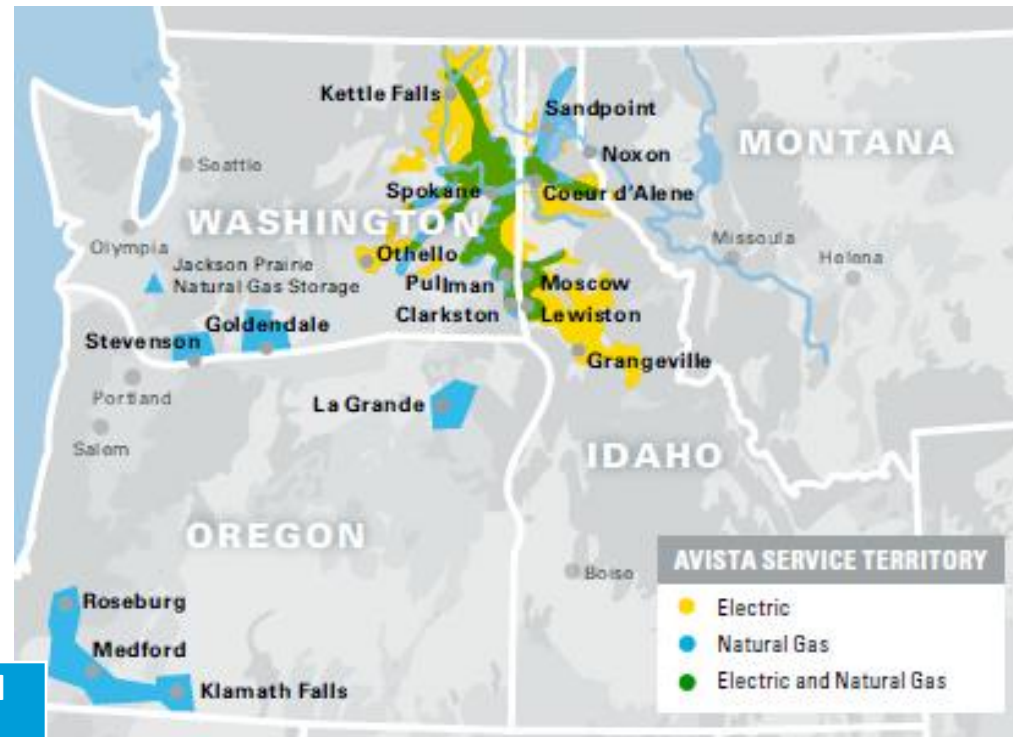 Kettle Falls
Sandpoint
MONTANA
Noxon
Seattle
Spokane
Coeur d'Alene
WASHINGTON
Missoula
Olympia
Othello
Helena
Jackson Prairie
Natural Gas Storage
Pullman
Moscow
Clarkston
Lewiston
Goldendale
Stevenson
Grangeville
Portland
La Grande
Salem
IDAHO
OREGON
AVISTA SERVICE TERRITORY
Boise
Electric
Roseburg
Natural Gas
Medford
Electric and Natural Gas
Klamath Falls